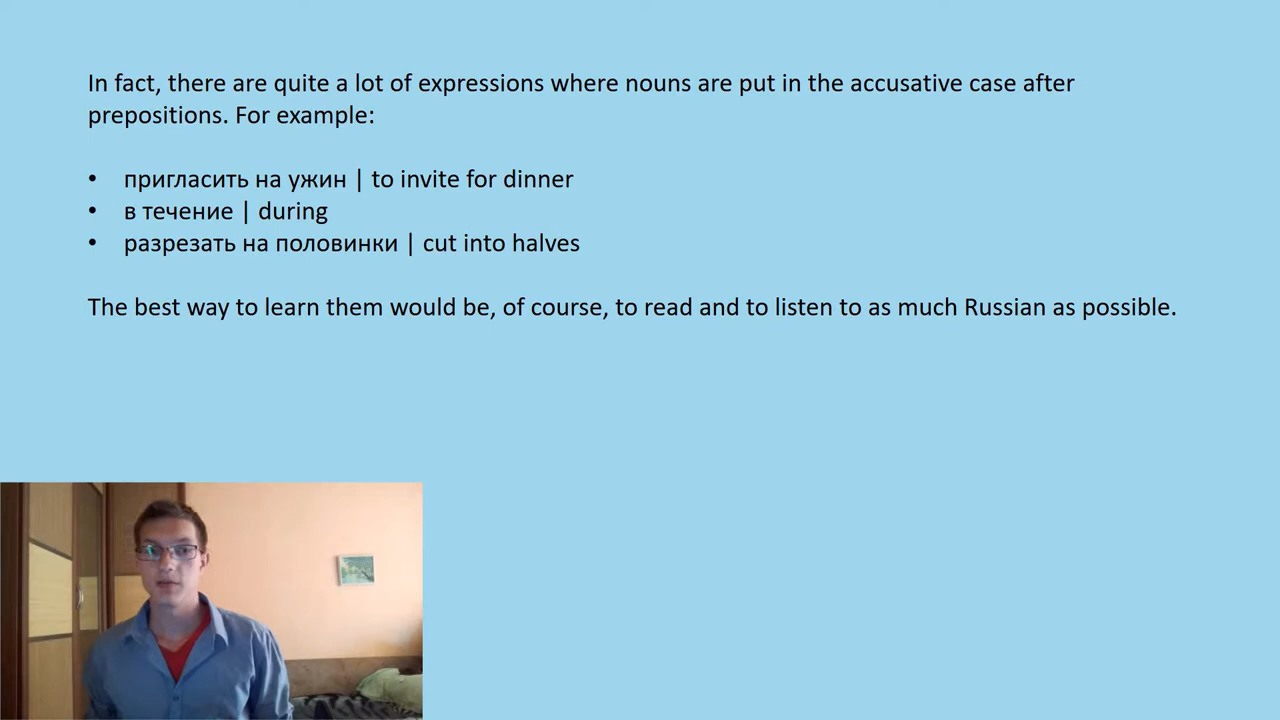 In fact, there are quite a lot of expressions where nouns are put in the accusative case after
prepositions. For example:
• пригласить на ужин | to invite for dinner
• в течение | during
• разрезать на половинки | cut into halves
The best way to learn them would be, of course, to read and to listen to as much Russian as possible.